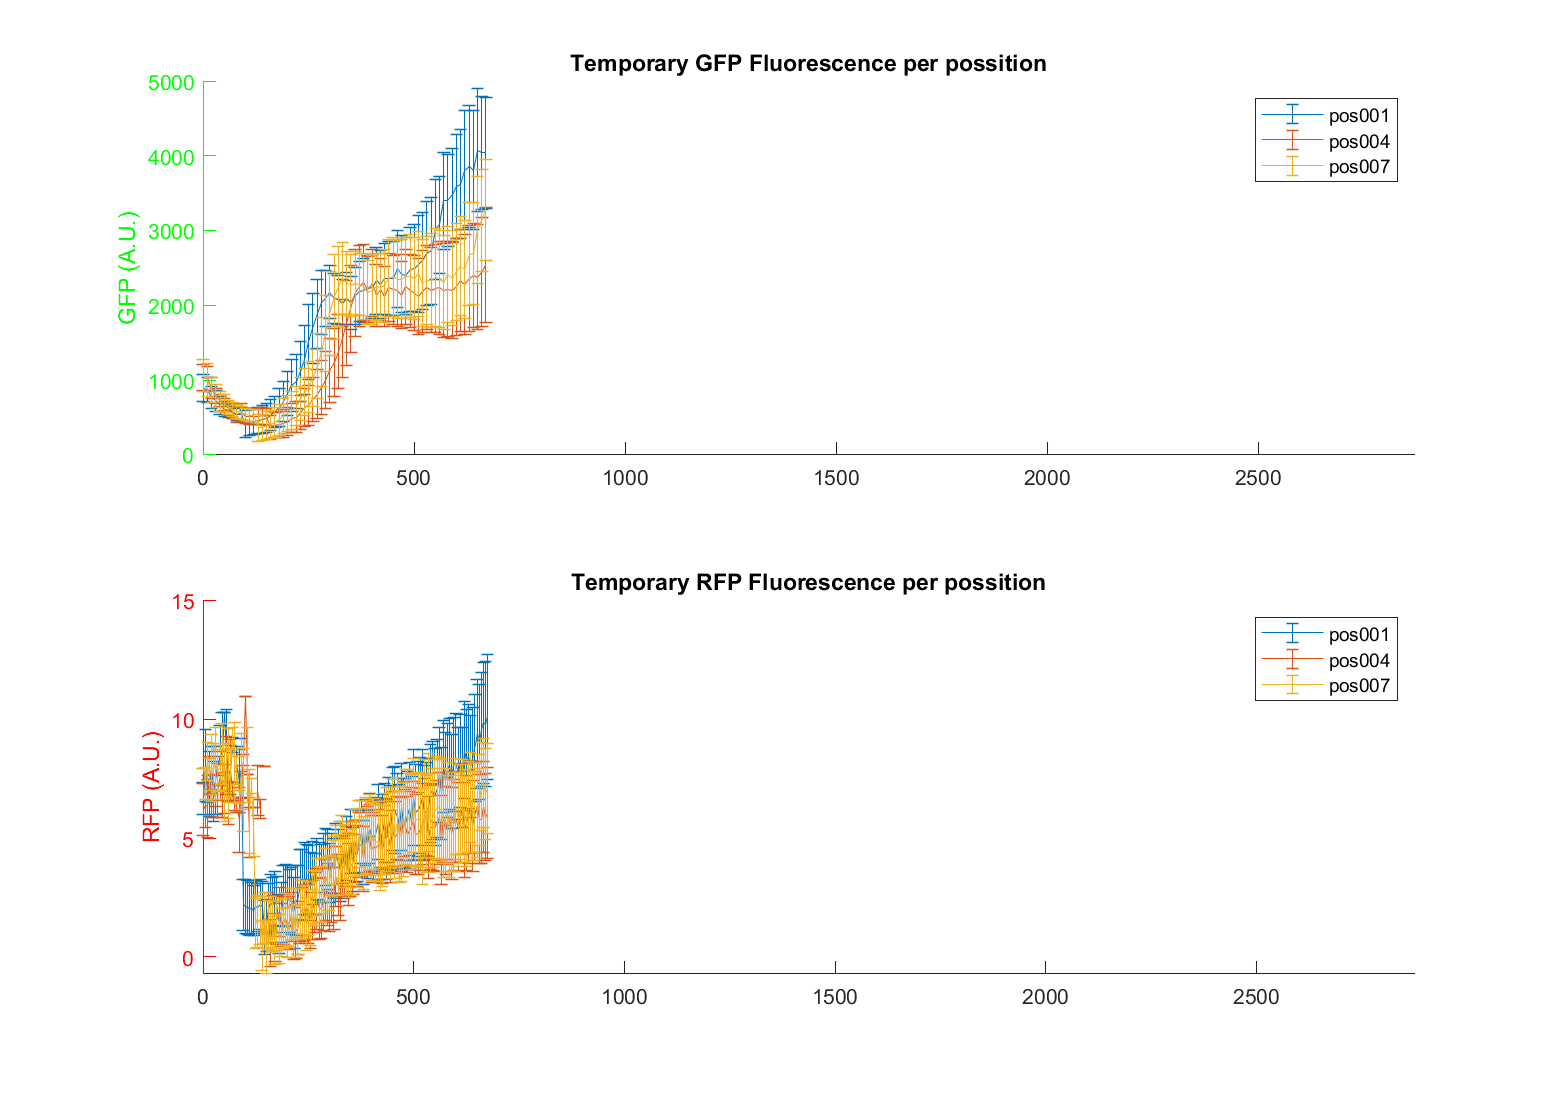 Temporary GFP Fluorescence per possition
5000
4000
3000
2000
1000
0
GFP (A.U.)
0 500 1000 1500 2000 2500
pos001
pos004
pos007
Temporary RFP Fluorescence per possition
15
10
5
0
RFP (A.U.)
0 500 1000 1500 2000 2500
pos001
pos004
pos007